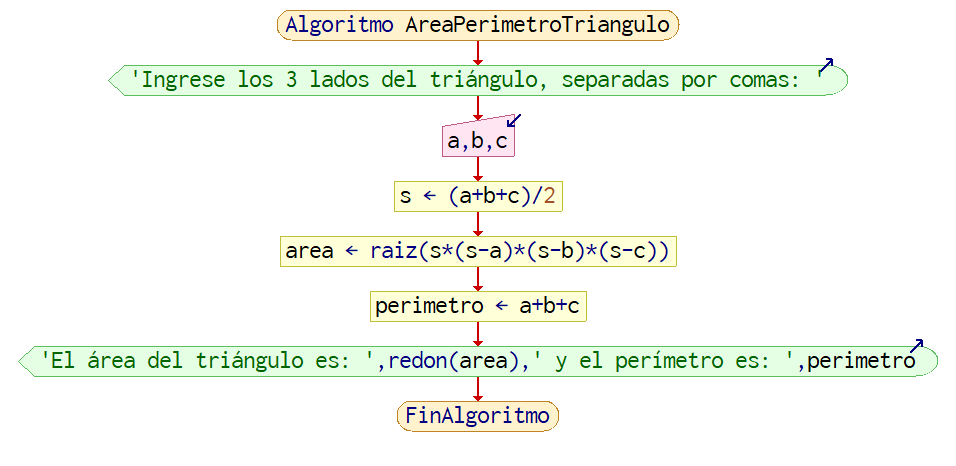 Algoritmo AreaPerimetroTriangulo
'Ingrese los 3 lados del triángulo, separadas por comas: '
a,b,c
s ← (a+b+c)/2
area ← raiz(s*(s-a)*(s-b)*(s-c))
perimetro ← a+b+c
'El área del triángulo es: ',redon(area),' y el perímetro es: ',perimetro
FinAlgoritmo